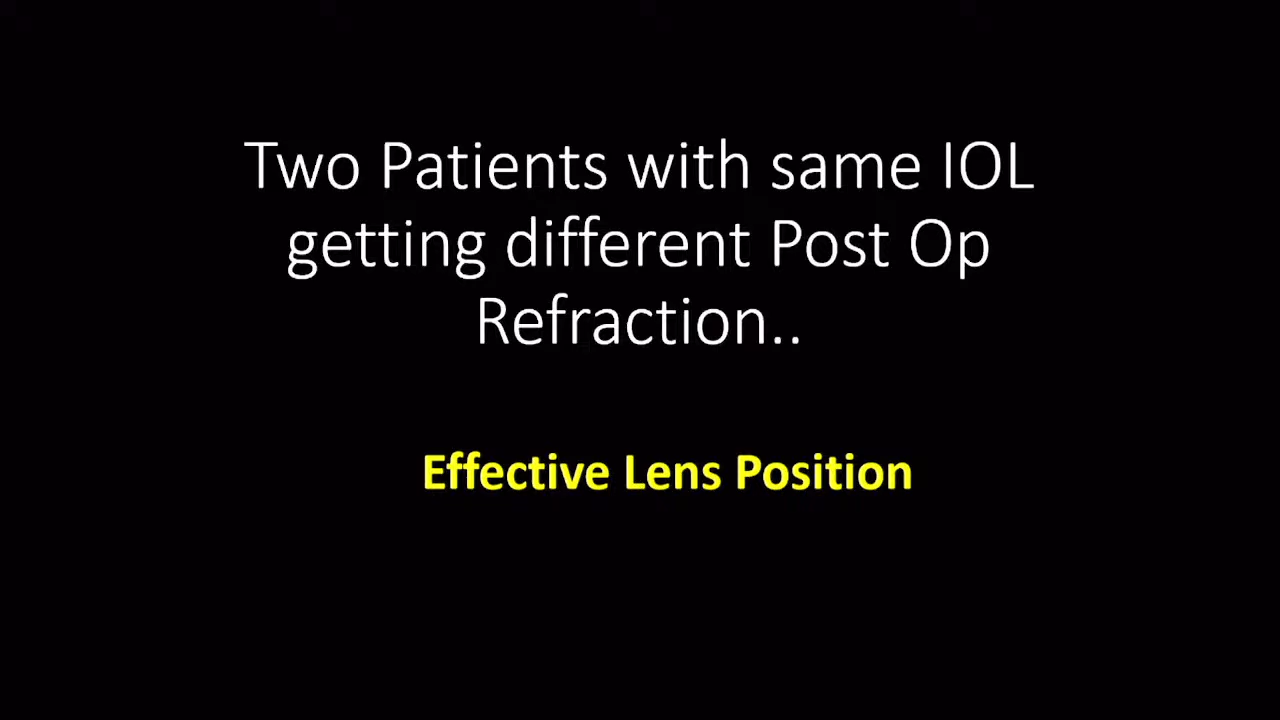 Two Patients with same IOL
getting different Post Op
Refraction..
Effective Lens Position